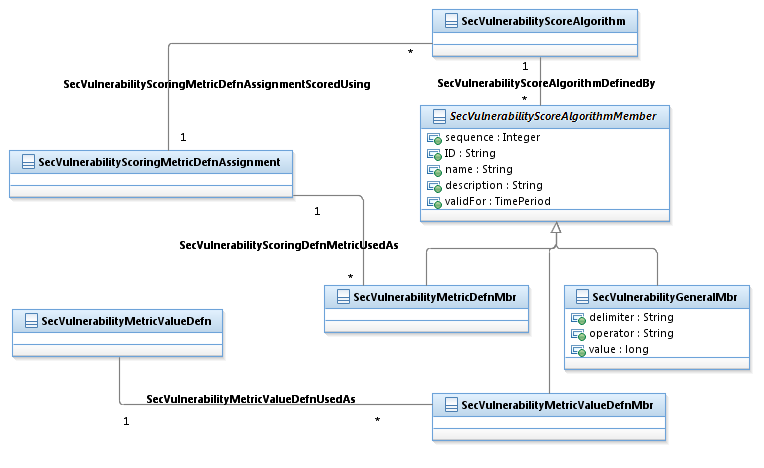 SecVulnerabilityScoreAlgorithm
*
1
SecVulnerabilityScoringMetricDefnAssignmentScoredUsing
SecVulnerabilityScoreAlgorithmDefinedBy
*
SecVulnerabilityScoreAlgorithmMember
sequence : Integer
ID : String
name : String
description : String
validFor : TimePeriod
1
SecVulnerabilityScoringMetricDefnAssignment
1
SecVulnerabilityScoringDefnMetricUsedAs
*
SecVulnerabilityMetricDefnMbr
SecVulnerabilityGeneralMbr
delimiter : String
operator : String
value : long
SecVulnerabilityMetricValueDefn
SecVulnerabilityMetricValueDefnUsedAs
1
*
SecVulnerabilityMetricValueDefnMbr